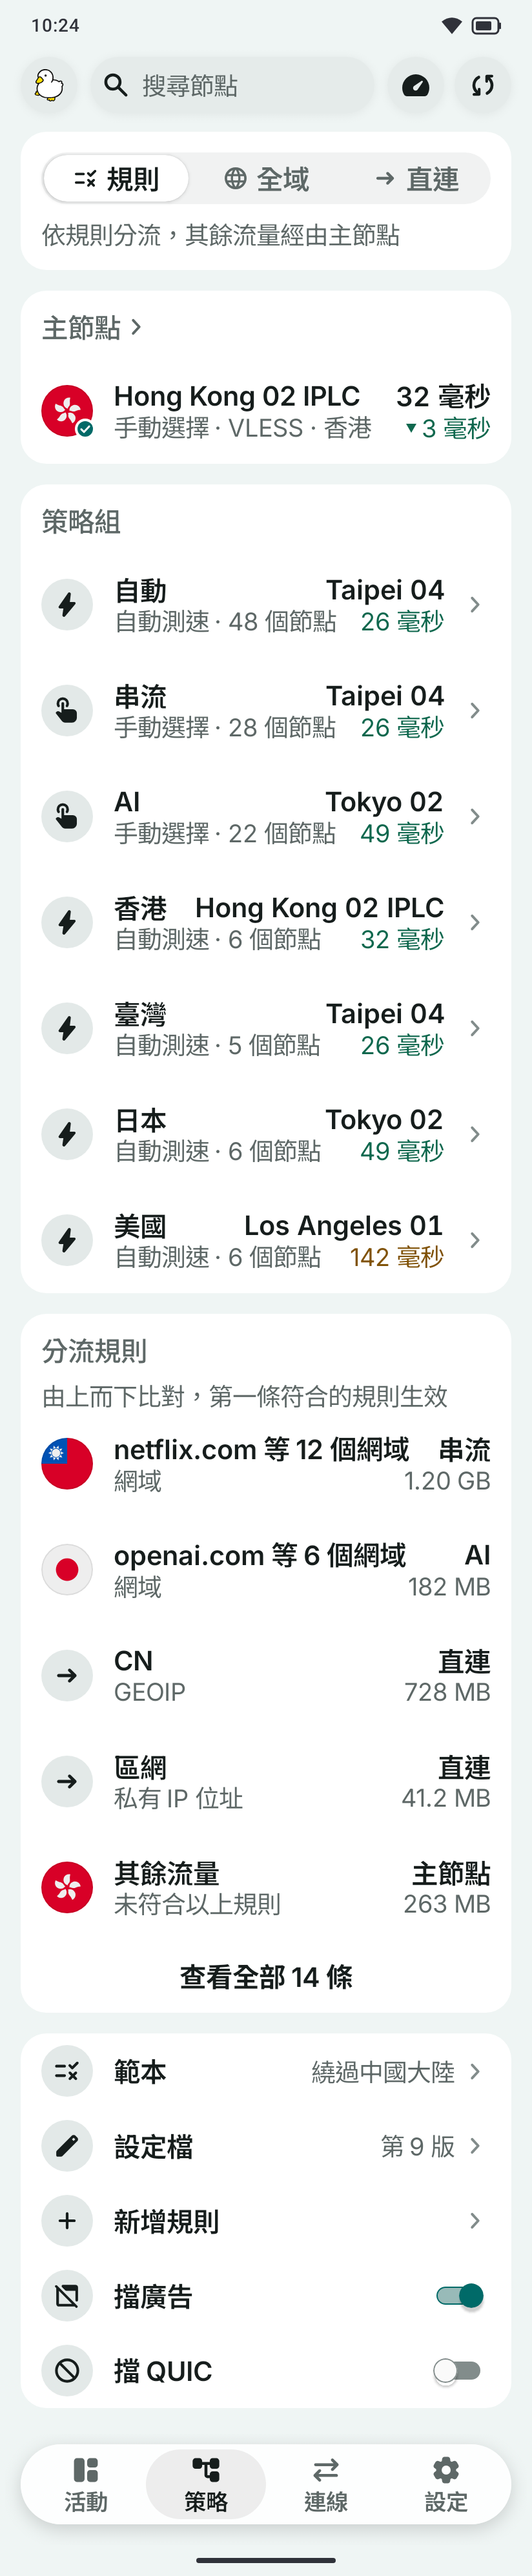 10:24
搜尋節點
規則 全域 直連
依規則分流，其餘流量經由主節點
主節點
Hong Kong 02 IPLC 32 毫秒
手動選擇 · VLESS · 香港 ▼3 毫秒
策略組
自動 Taipei 04
自動測速 · 48 個節點 26 毫秒
串流 Taipei 04
手動選擇 · 28 個節點 26 毫秒
AI Tokyo 02
手動選擇 · 22 個節點 49 毫秒
香港 Hong Kong 02 IPLC
自動測速 · 6 個節點 32 毫秒
臺灣 Taipei 04
自動測速 · 5 個節點 26 毫秒
日本 Tokyo 02
自動測速 · 6 個節點 49 毫秒
美國 Los Angeles 01
自動測速 · 6 個節點 142 毫秒
分流規則
由上而下比對，第一條符合的規則生效
netflix.com 等 12 個網域 串流
網域 1.20 GB
openai.com 等 6 個網域 AI
網域 182 MB
CN 直連
GEOIP 728 MB
區網 直連
私有 IP 位址 41.2 MB
其餘流量 主節點
未符合以上規則 263 MB
查看全部 14 條
範本 繞過中國大陸
設定檔 第 9 版
新增規則
擋廣告
擋 QUIC
活動 策略 連線 設定